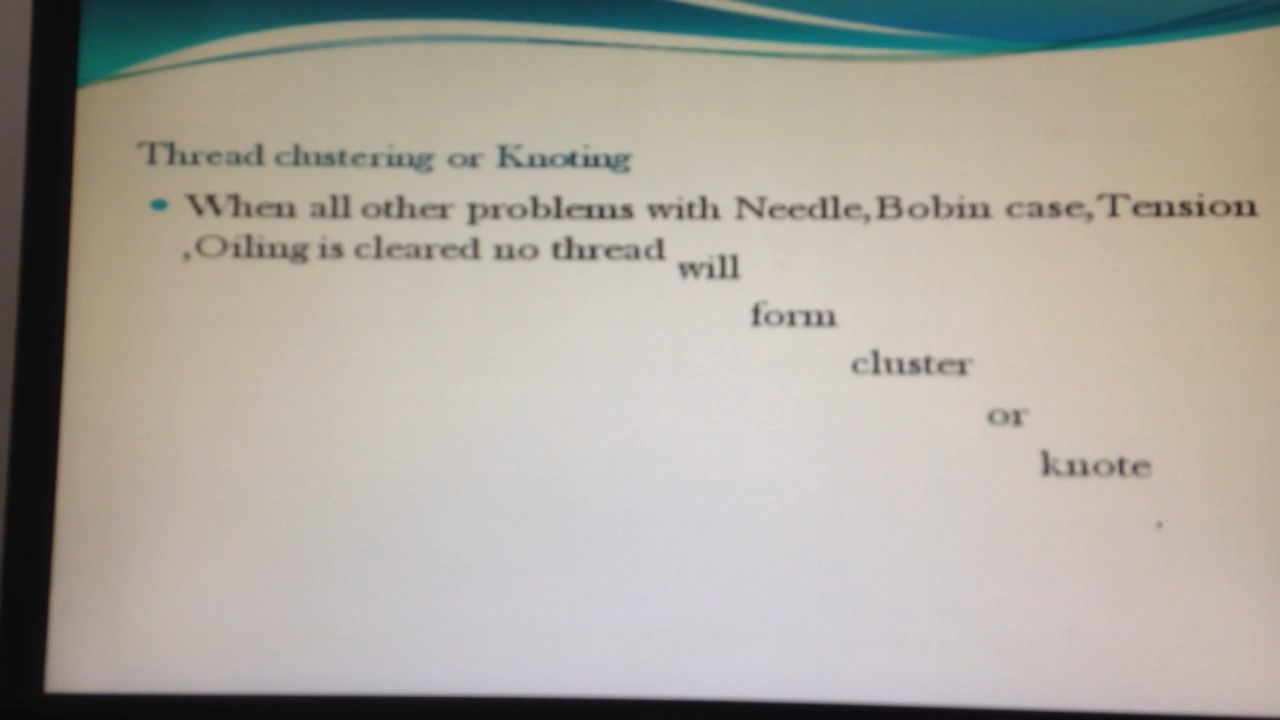 Thread clustering or Knoting
• When all other problems with Needle,Bobin case,Tension
,Oiling is cleared no thread
will
form
cluster
or
knote
.